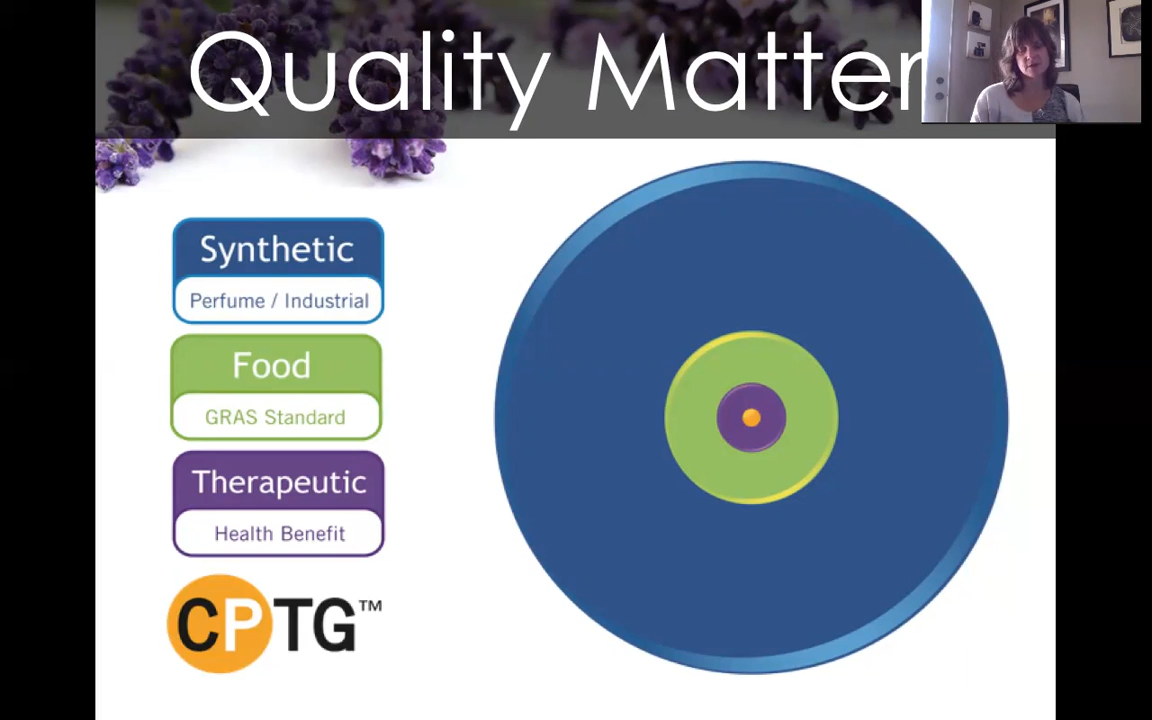 Quality Matter
Synthetic
Perfume / Industrial
Food
GRAS Standard
Therapeutic
Health Benefit
CPTG™